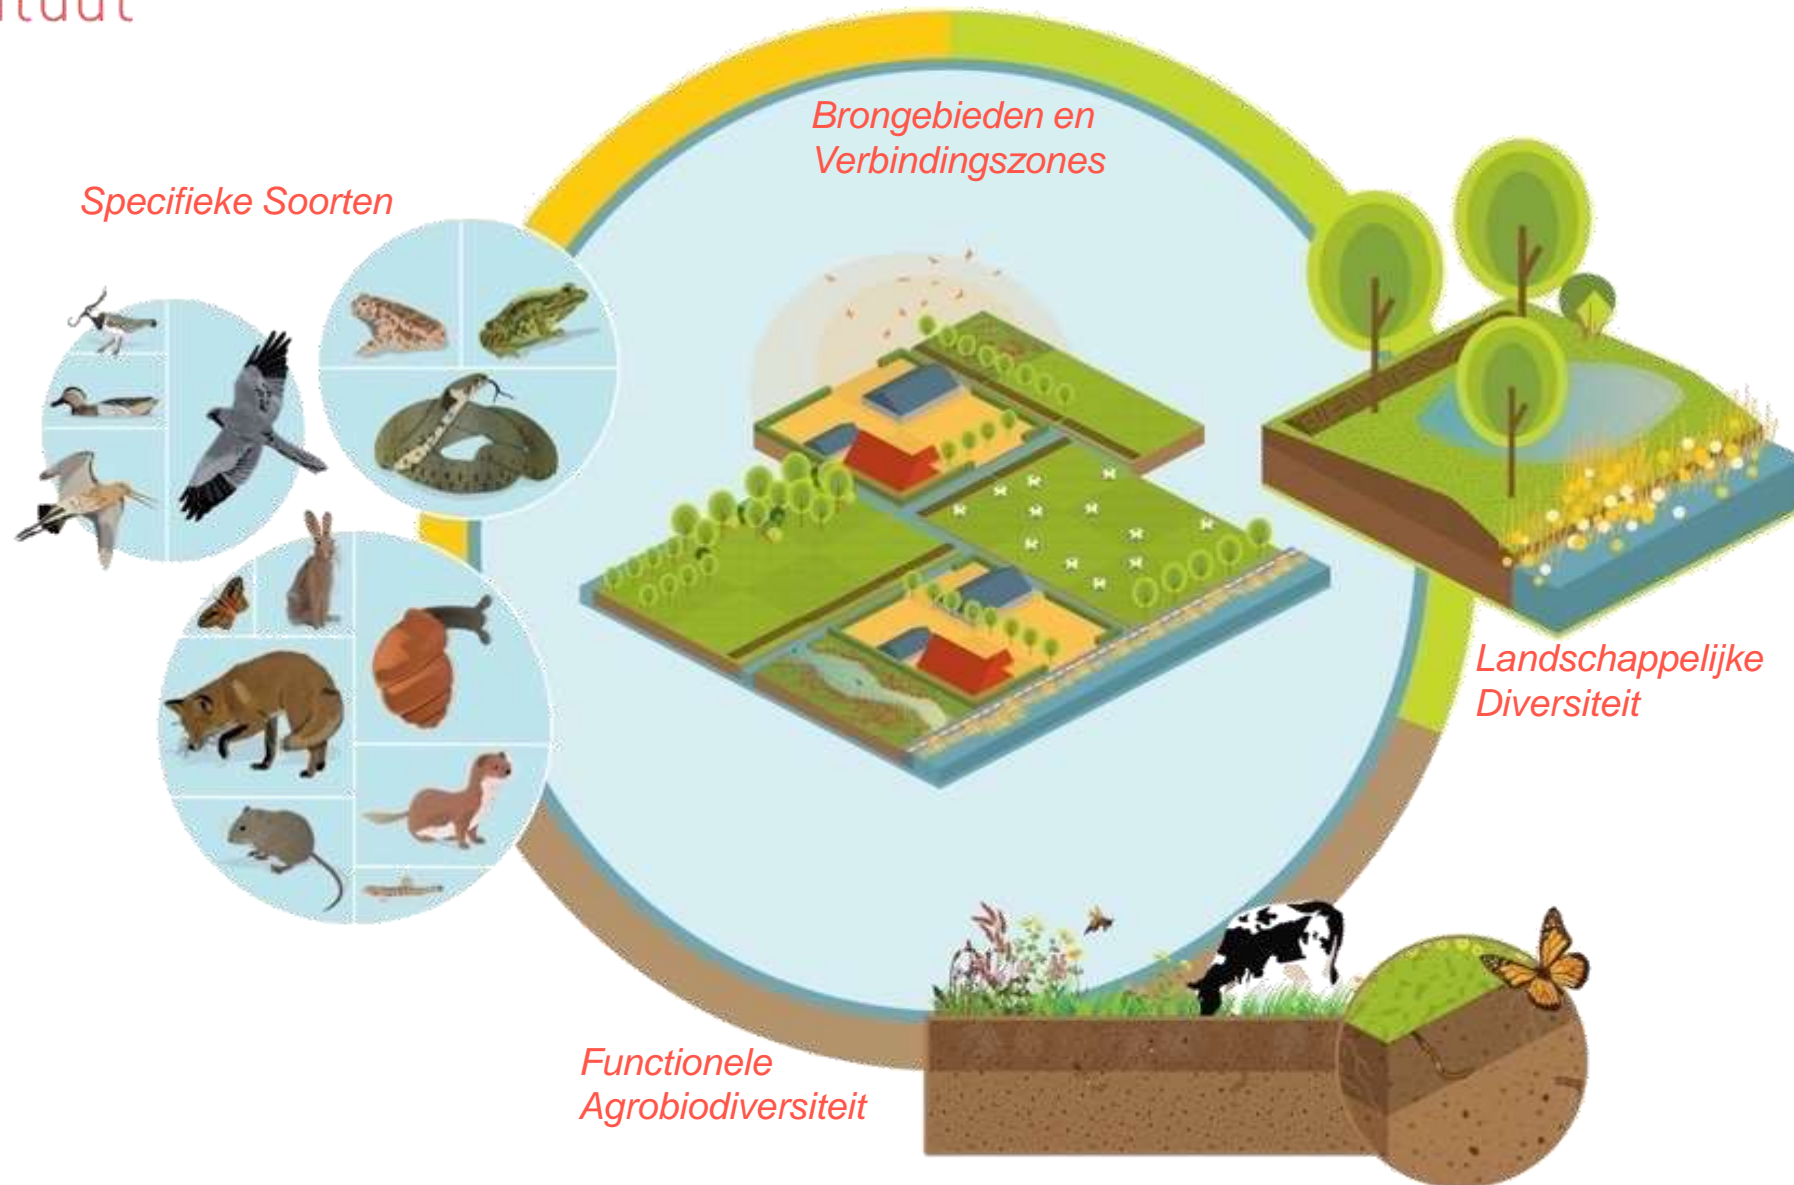 Brongebieden en
Verbindingszones
Specifieke Soorten
Landschappelijke
Diversiteit
Functionele
Agrobiodiversiteit